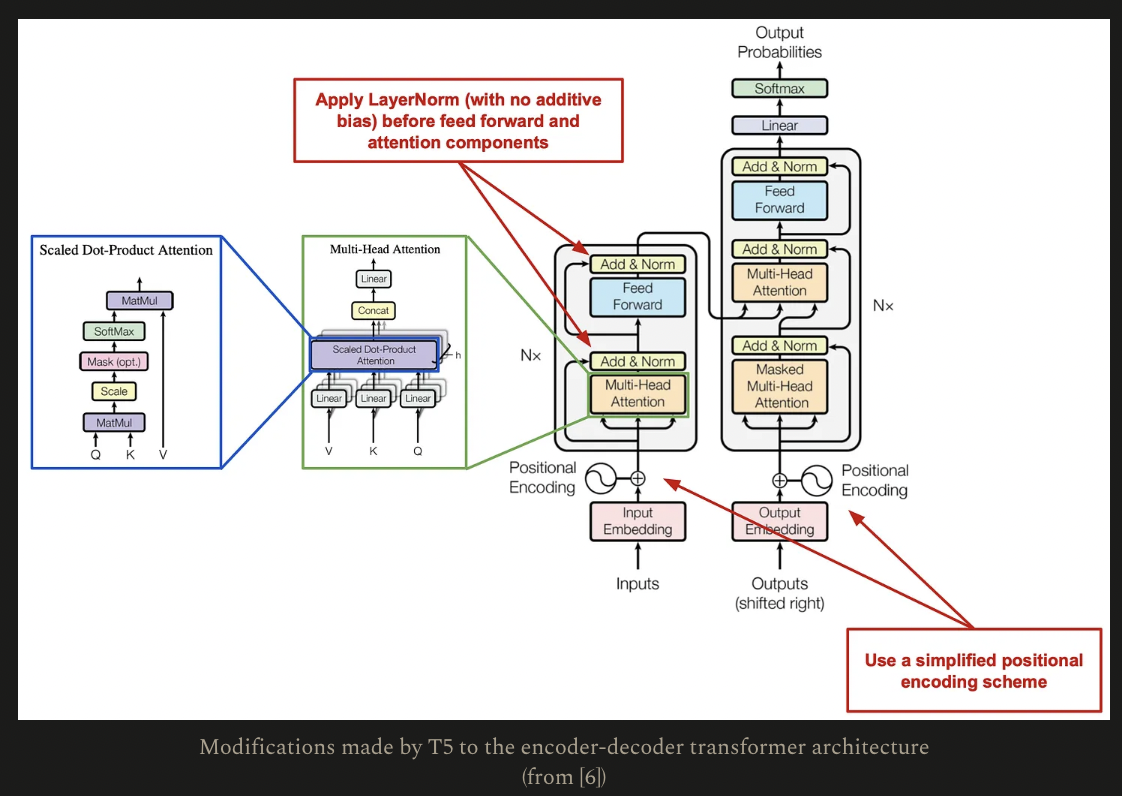 Output
Probabilities
Softmax
Linear
Add & Norm
Feed
Forward
Add & Norm
Multi-Head
Attention
Add & Norm
Masked
Multi-Head
Attention
N×
Positional
Encoding
Output
Embedding
Outputs
(shifted right)
Apply LayerNorm (with no additive
bias) before feed forward and
attention components
Scaled Dot-Product Attention
MatMul
SoftMax
Mask (opt.)
Scale
MatMul
Q K V
Multi-Head Attention
Linear
Concat
Scaled Dot-Product
Attention
h
Linear Linear Linear
V K Q
Add & Norm
Feed
Forward
N×
Add & Norm
Multi-Head
Attention
Positional
Encoding
Input
Embedding
Inputs
Use a simplified positional
encoding scheme
Modifications made by T5 to the encoder-decoder transformer architecture
(from [6])